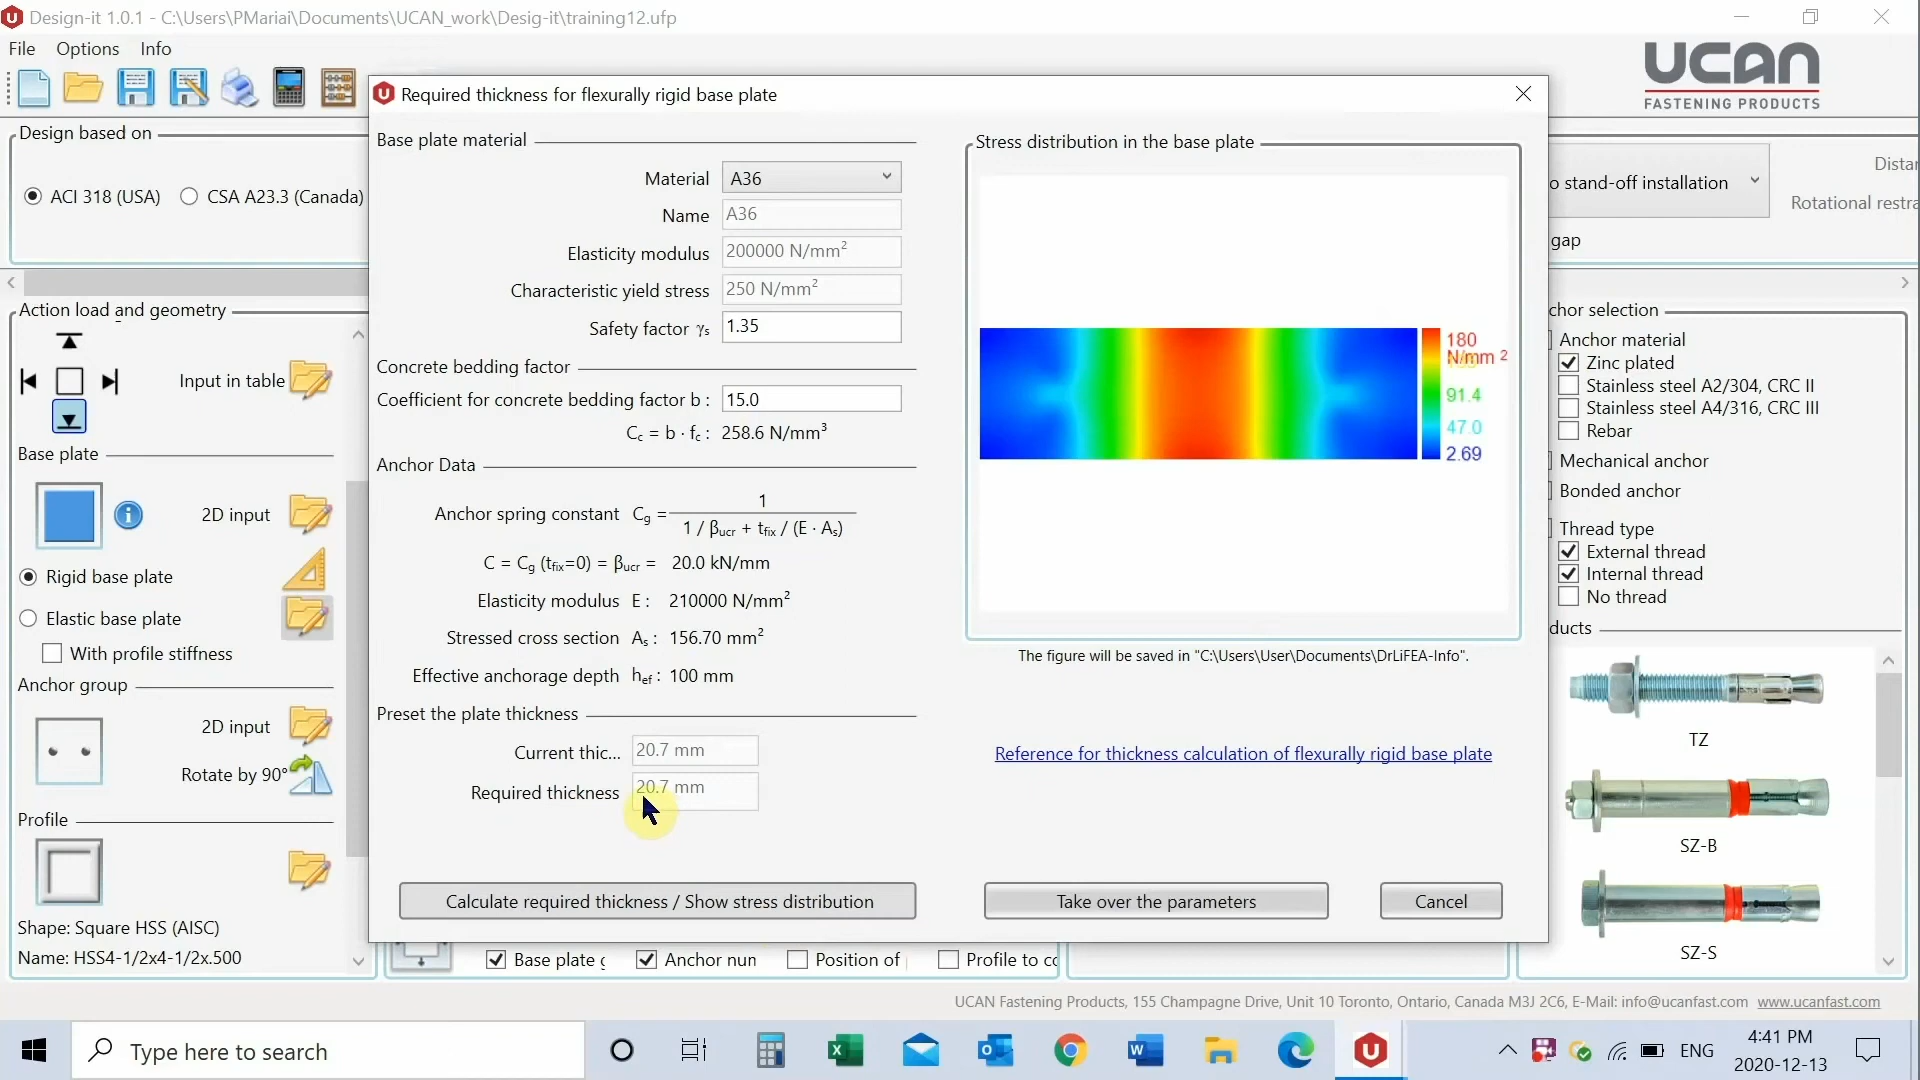 Design-it 1.0.1 - C:\Users\PMariai\Documents\UCAN_work\Desig-it\training12.ufp
File Options Info
UCAN
FASTENING PRODUCTS
Required thickness for flexurally rigid base plate
Design based on
ACI 318 (USA) CSA A23.3 (Canada)
Base plate material
Material A36
Name A36
Elasticity modulus 200000 N/mm²
Characteristic yield stress 250 N/mm²
Safety factor γs 1.35
Concrete bedding factor
Coefficient for concrete bedding factor b : 15.0
Cc = b · fc : 258.6 N/mm³
Anchor Data
Anchor spring constant Cg = 1 / (1 / βucr + tfix / (E · As))
C = Cg (tfix=0) = βucr = 20.0 kN/mm
Elasticity modulus E : 210000 N/mm²
Stressed cross section As : 156.70 mm²
Effective anchorage depth hef : 100 mm
Preset the plate thickness
Current thic... 20.7 mm
Required thickness 20.7 mm
Calculate required thickness / Show stress distribution
Stress distribution in the base plate
180
N/mm 2
91.4
47.0
2.69
The figure will be saved in "C:\Users\User\Documents\DrLiFEA-Info".
Reference for thickness calculation of flexurally rigid base plate
Take over the parameters
Cancel
Action load and geometry
Input in table
Base plate
2D input
Rigid base plate
Elastic base plate
With profile stiffness
Anchor group
2D input
Rotate by 90°
Profile
Shape: Square HSS (AISC)
Name: HSS4-1/2x4-1/2x.500
Base plate Anchor Position of Profile to
o stand-off installation
Rotational
gap
chor selection
Anchor material
Zinc plated
Stainless steel A2/304, CRC II
Stainless steel A4/316, CRC III
Rebar
Mechanical anchor
Bonded anchor
Thread type
External thread
Internal thread
No thread
ducts
TZ
SZ-B
SZ-S
UCAN Fastening Products, 155 Champagne Drive, Unit 10 Toronto, Ontario, Canada M3J 2C6, E-Mail: info@ucanfast.com www.ucanfast.com
Type here to search
ENG
4:41 PM
2020-12-13